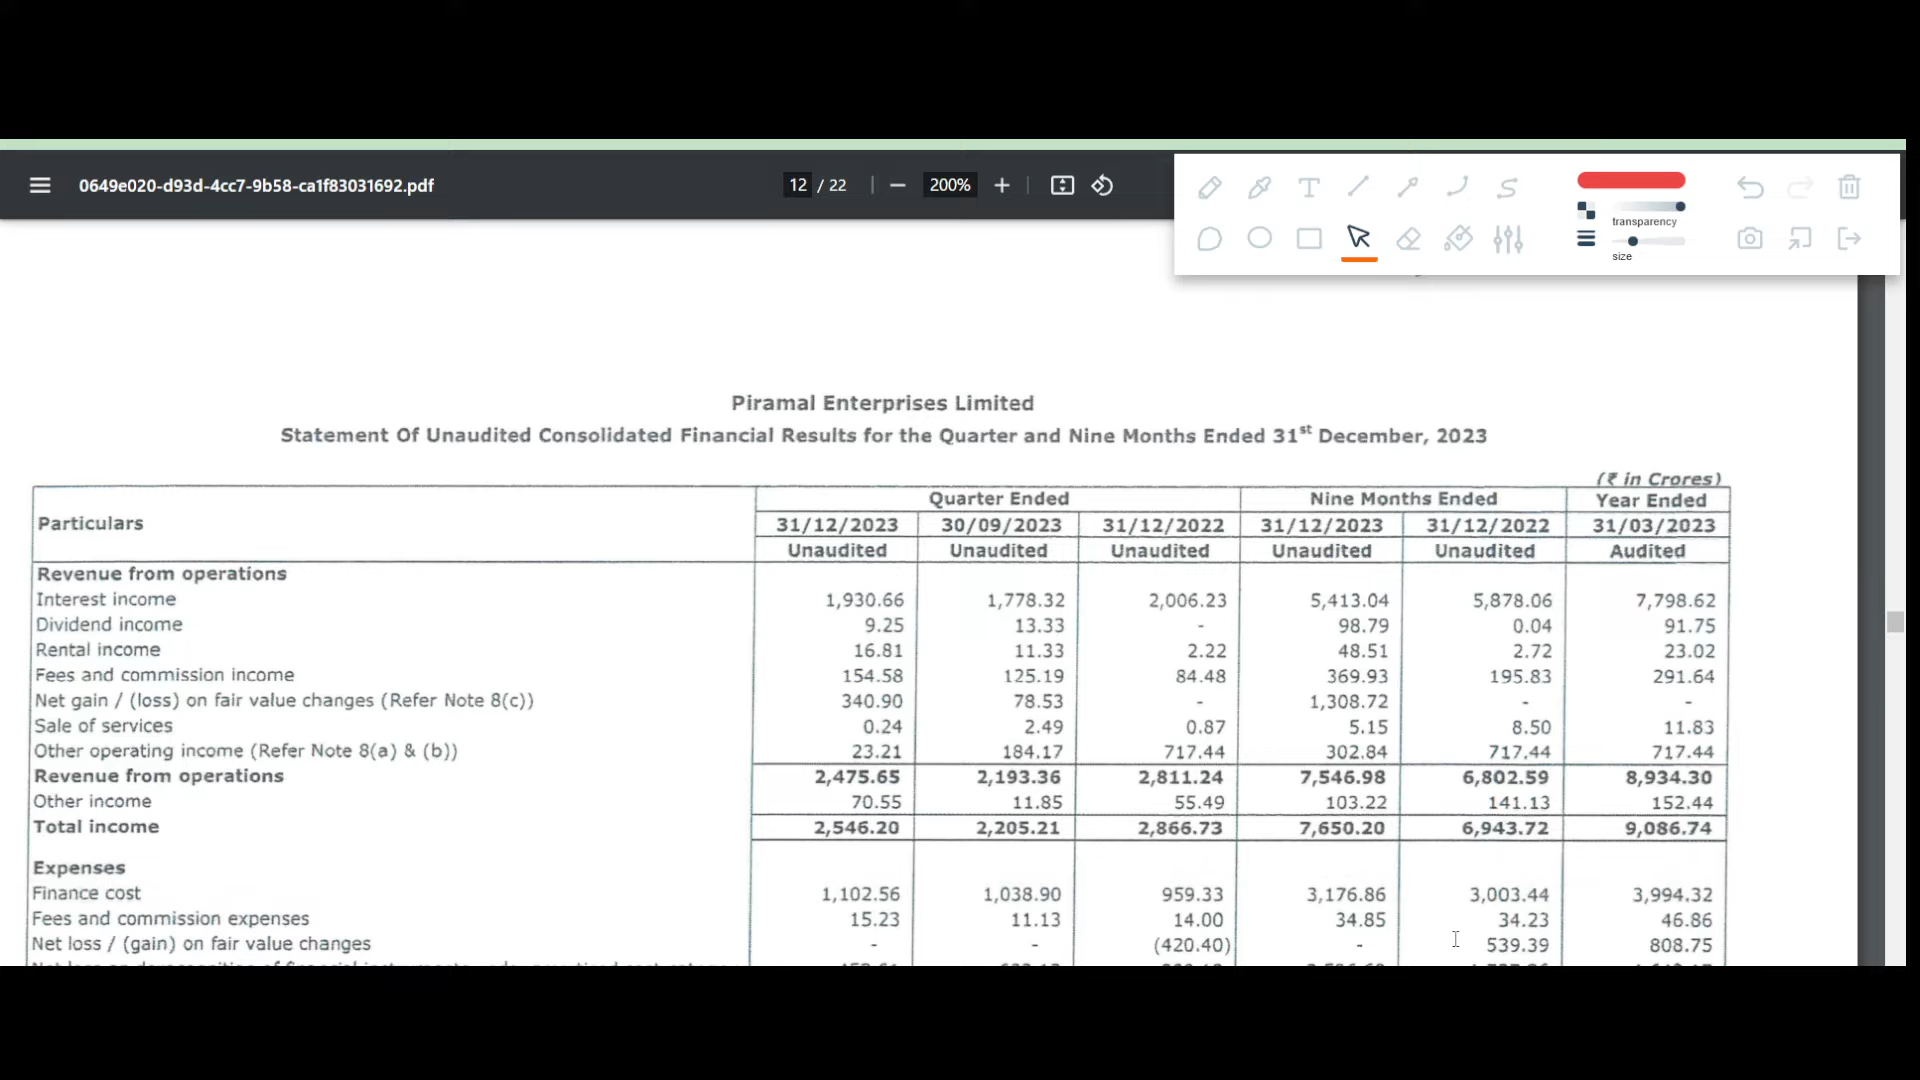 0649e020-d93d-4cc7-9b58-ca1f83031692.pdf 12 / 22 200%
transparency
size
Piramal Enterprises Limited
Statement Of Unaudited Consolidated Financial Results for the Quarter and Nine Months Ended 31st December, 2023
(₹ in Crores)
Particulars Quarter Ended Nine Months Ended Year Ended
31/12/2023 30/09/2023 31/12/2022 31/12/2023 31/12/2022 31/03/2023
Unaudited Unaudited Unaudited Unaudited Unaudited Audited
Revenue from operations
Interest income 1,930.66 1,778.32 2,006.23 5,413.04 5,878.06 7,798.62
Dividend income 9.25 13.33 - 98.79 0.04 91.75
Rental income 16.81 11.33 2.22 48.51 2.72 23.02
Fees and commission income 154.58 125.19 84.48 369.93 195.83 291.64
Net gain / (loss) on fair value changes (Refer Note 8(c)) 340.90 78.53 - 1,308.72 - -
Sale of services 0.24 2.49 0.87 5.15 8.50 11.83
Other operating income (Refer Note 8(a) & (b)) 23.21 184.17 717.44 302.84 717.44 717.44
Revenue from operations 2,475.65 2,193.36 2,811.24 7,546.98 6,802.59 8,934.30
Other income 70.55 11.85 55.49 103.22 141.13 152.44
Total income 2,546.20 2,205.21 2,866.73 7,650.20 6,943.72 9,086.74
Expenses
Finance cost 1,102.56 1,038.90 959.33 3,176.86 3,003.44 3,994.32
Fees and commission expenses 15.23 11.13 14.00 34.85 34.23 46.86
Net loss / (gain) on fair value changes - - (420.40) - 539.39 808.75